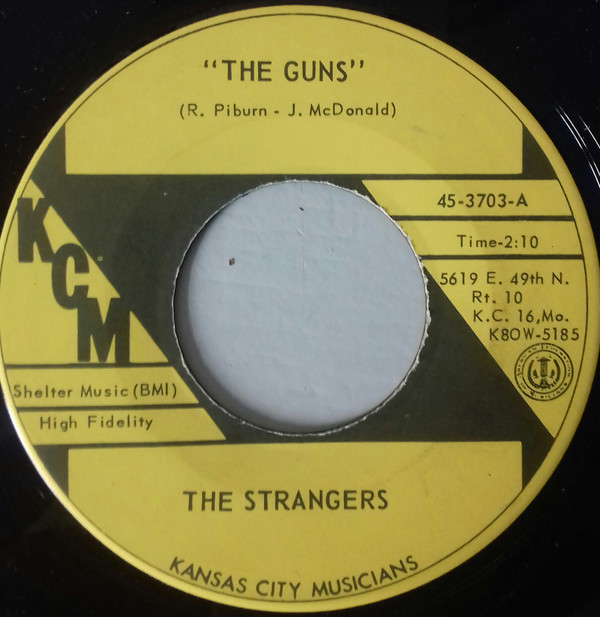 "THE GUNS"
(R. Piburn - J. McDonald)
KCM
45-3703-A
Time-2:10
5619 E. 49th N.
Rt. 10
K.C. 16,Mo.
K8OW-5185
Shelter Music (BMI)
High Fidelity
THE STRANGERS
KANSAS CITY MUSICIANS